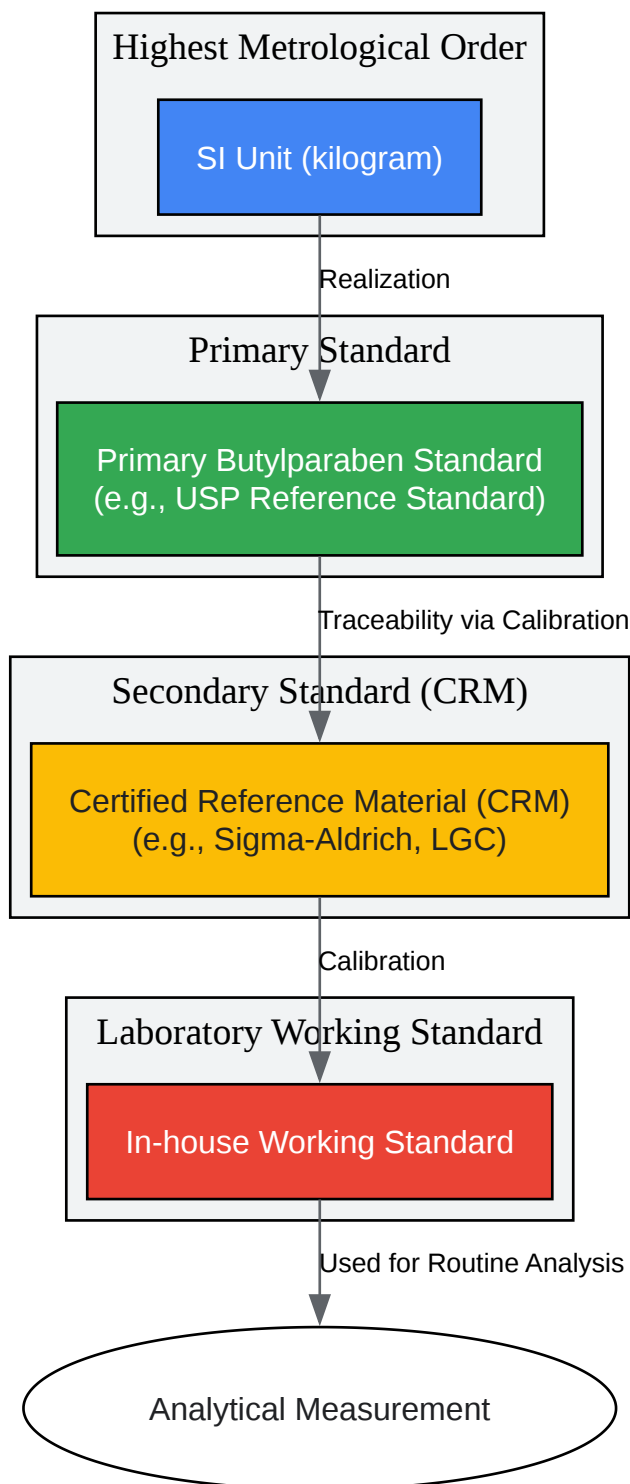 Highest Metrological Order
SI Unit (kilogram)
Realization
Primary Standard
Primary Butylparaben Standard
(e.g., USP Reference Standard)
Traceability via Calibration
Secondary Standard (CRM)
Certified Reference Material (CRM)
(e.g., Sigma-Aldrich, LGC)
Calibration
Laboratory Working Standard
In-house Working Standard
Used for Routine Analysis
Analytical Measurement